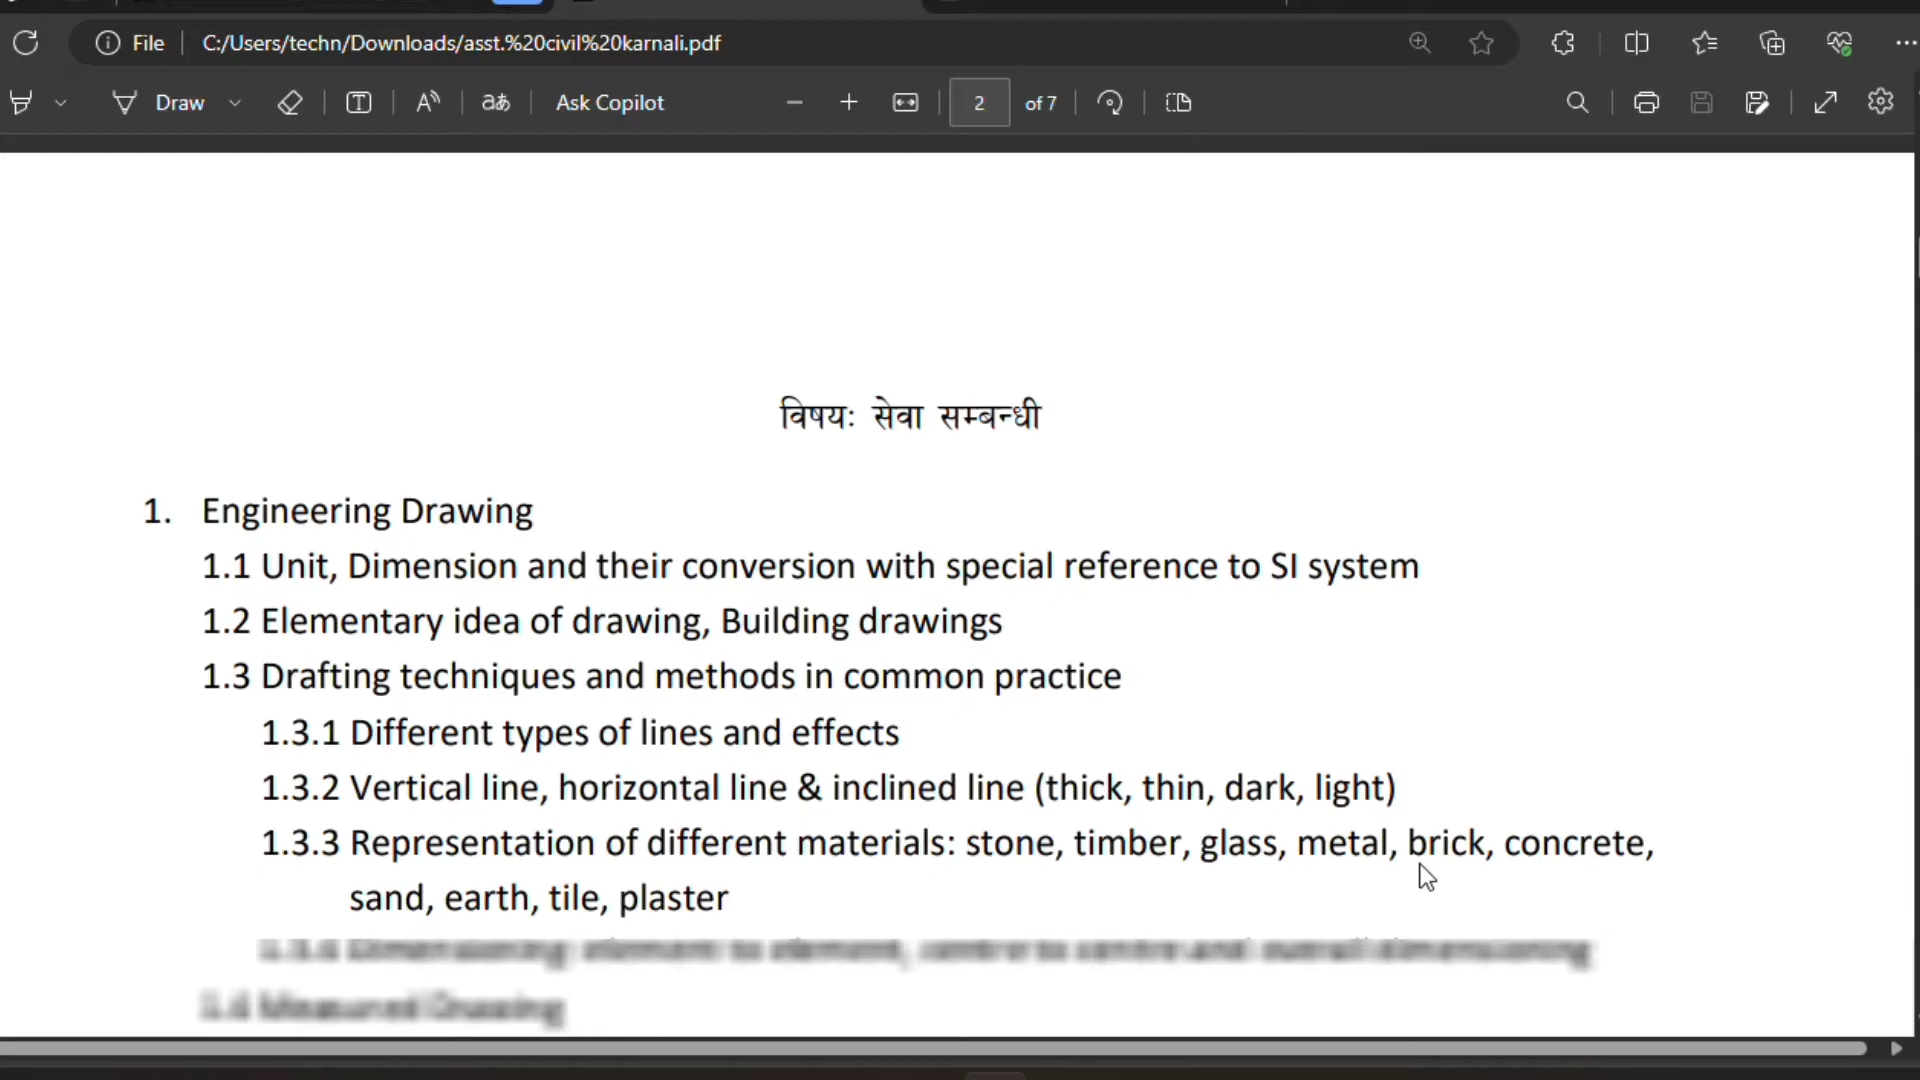 File C:/Users/techn/Downloads/asst.%20civil%20karnali.pdf
Draw aあ Ask Copilot 2 of 7
विषयः सेवा सम्बन्धी
1. Engineering Drawing
1.1 Unit, Dimension and their conversion with special reference to SI system
1.2 Elementary idea of drawing, Building drawings
1.3 Drafting techniques and methods in common practice
1.3.1 Different types of lines and effects
1.3.2 Vertical line, horizontal line & inclined line (thick, thin, dark, light)
1.3.3 Representation of different materials: stone, timber, glass, metal, brick, concrete,
sand, earth, tile, plaster